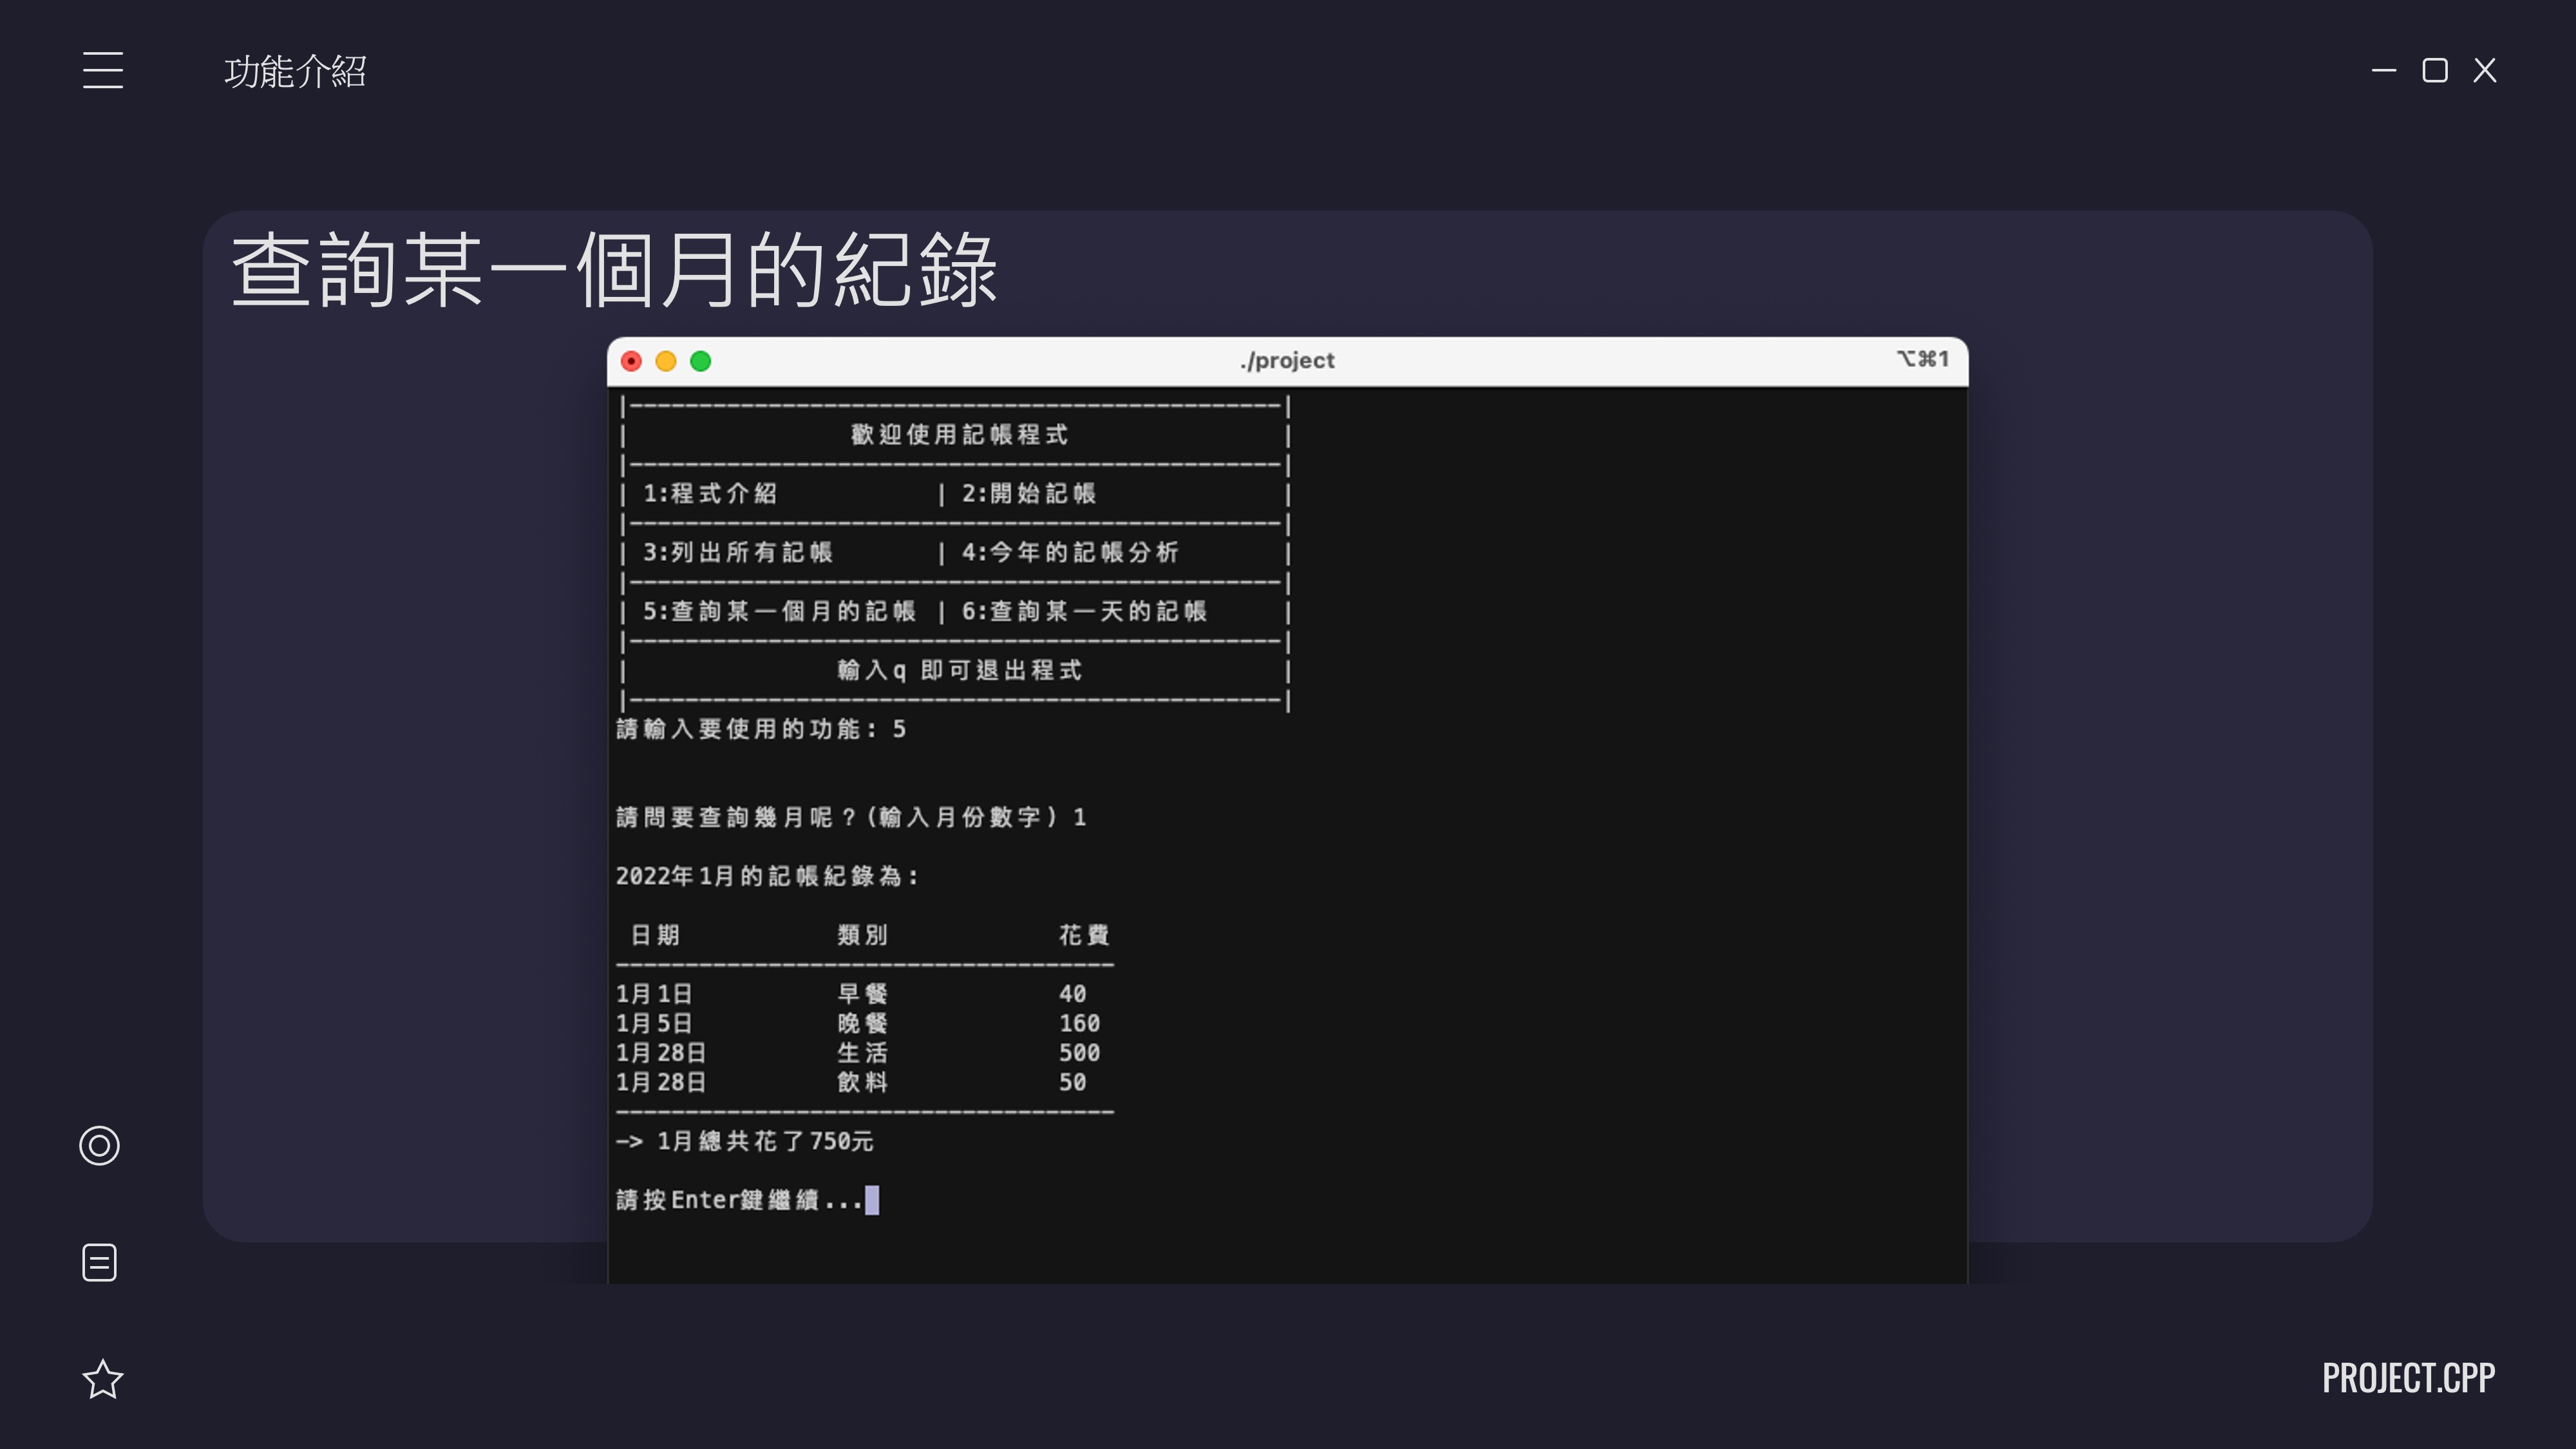 功能介紹
查詢某一個月的紀錄
./project ⌥⌘1
|-----------------------------------------------|
| 歡迎使用記帳程式 |
|-----------------------------------------------|
| 1:程式介紹 | 2:開始記帳 |
|-----------------------------------------------|
| 3:列出所有記帳 | 4:今年的記帳分析 |
|-----------------------------------------------|
| 5:查詢某一個月的記帳 | 6:查詢某一天的記帳 |
|-----------------------------------------------|
| 輸入q 即可退出程式 |
|-----------------------------------------------|
請輸入要使用的功能: 5
請問要查詢幾月呢?(輸入月份數字) 1
2022年1月的記帳紀錄為:
日期 類別 花費
------------------------------------
1月1日 早餐 40
1月5日 晚餐 160
1月28日 生活 500
1月28日 飲料 50
------------------------------------
-> 1月總共花了750元
請按Enter鍵繼續...
PROJECT.CPP